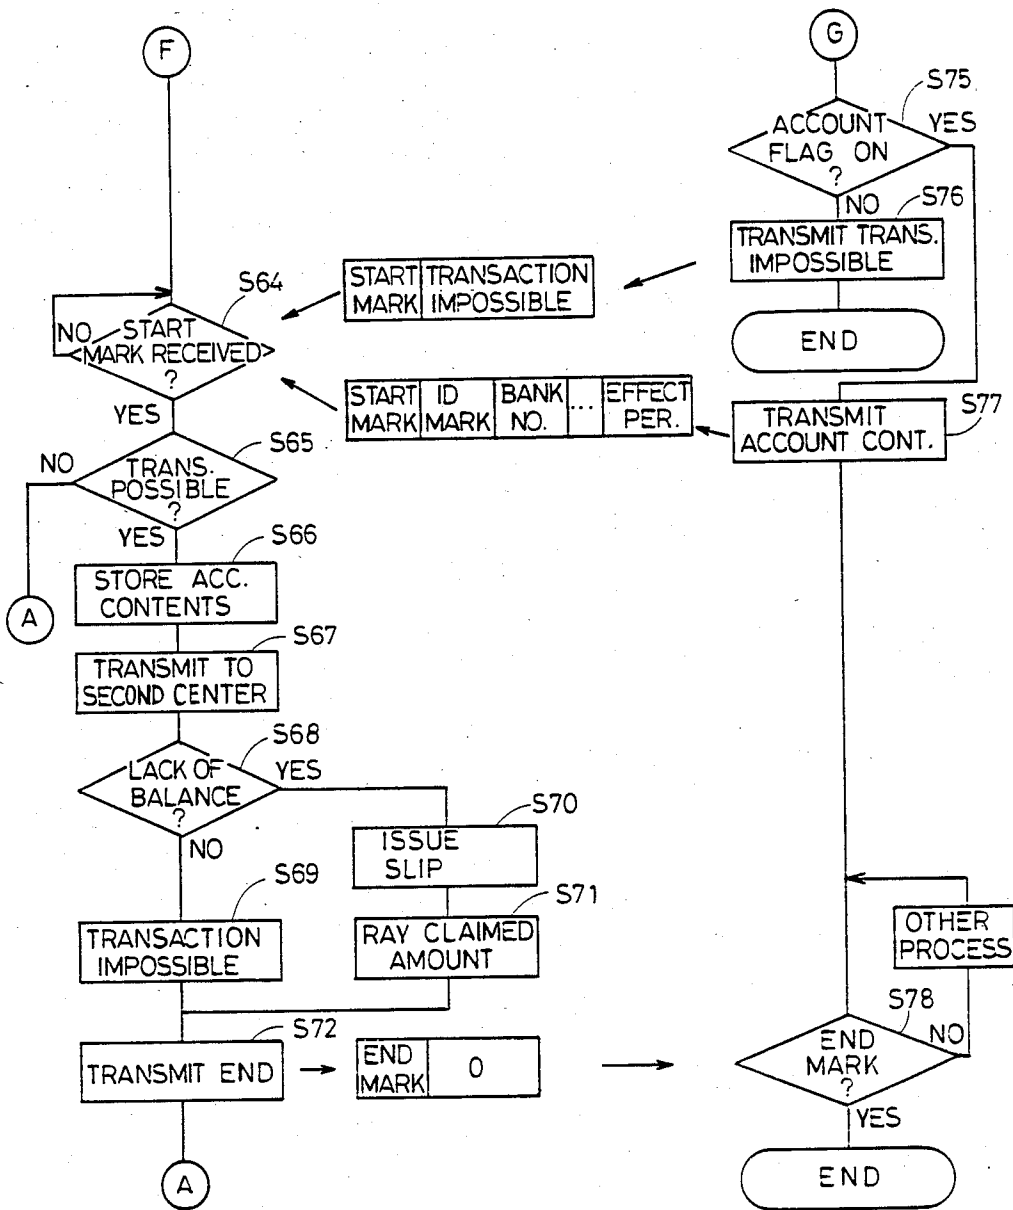 F
S64
NO
START
MARK RECEIVED
?
YES
S65
NO
TRANS.
POSSIBLE
?
YES
A
S66
STORE ACC.
CONTENTS
S67
TRANSMIT TO
SECOND CENTER
S68
LACK OF
BALANCE
?
YES
NO
S69
TRANSACTION
IMPOSSIBLE
S70
ISSUE
SLIP
S71
RAY CLAIMED
AMOUNT
S72
TRANSMIT END
END
MARK
0
A
START
MARK
TRANSACTION
IMPOSSIBLE
START
MARK
ID
MARK
BANK
NO.
...
EFFECT
PER.
G
S75
ACCOUNT
FLAG ON
?
YES
NO
S76
TRANSMIT TRANS.
IMPOSSIBLE
END
S77
TRANSMIT
ACCOUNT CONT.
OTHER
PROCESS
S78
END
MARK
?
NO
YES
END